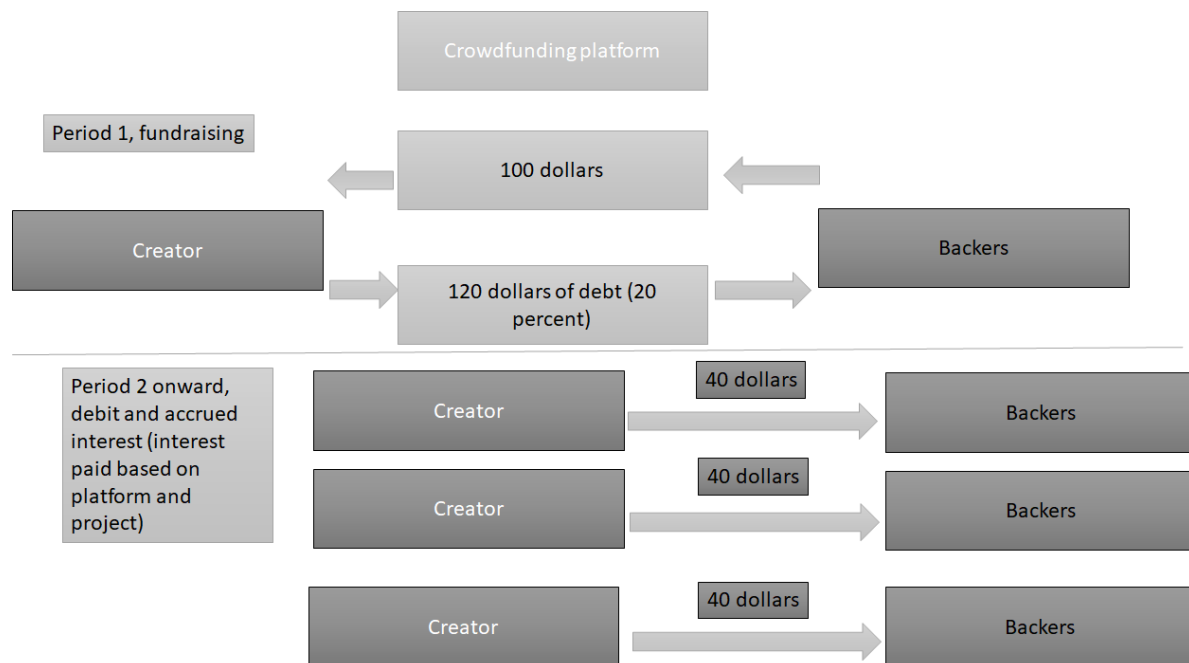 Crowdfunding platform
Period 1, fundraising
100 dollars
Creator
Backers
120 dollars of debt (20
percent)
Period 2 onward,
debit and accrued
interest (interest
paid based on
platform and
project)
Creator
40 dollars
Backers
Creator
40 dollars
Backers
Creator
40 dollars
Backers